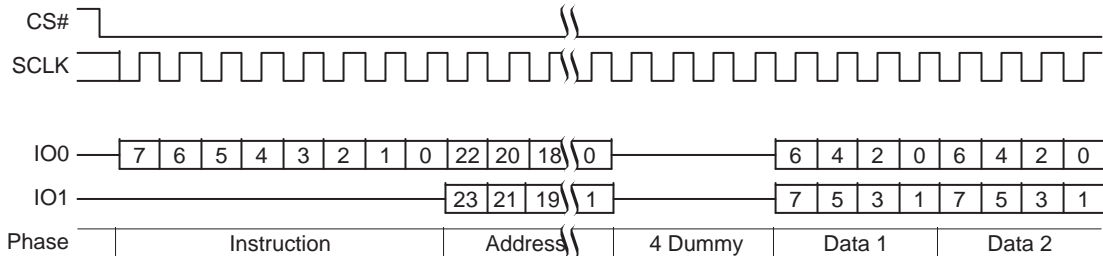 CS#
SCLK
IO0 7 6 5 4 3 2 1 0 22 20 18 0 6 4 2 0 6 4 2 0
IO1 23 21 19 1 7 5 3 1 7 5 3 1
Phase Instruction Address 4 Dummy Data 1 Data 2